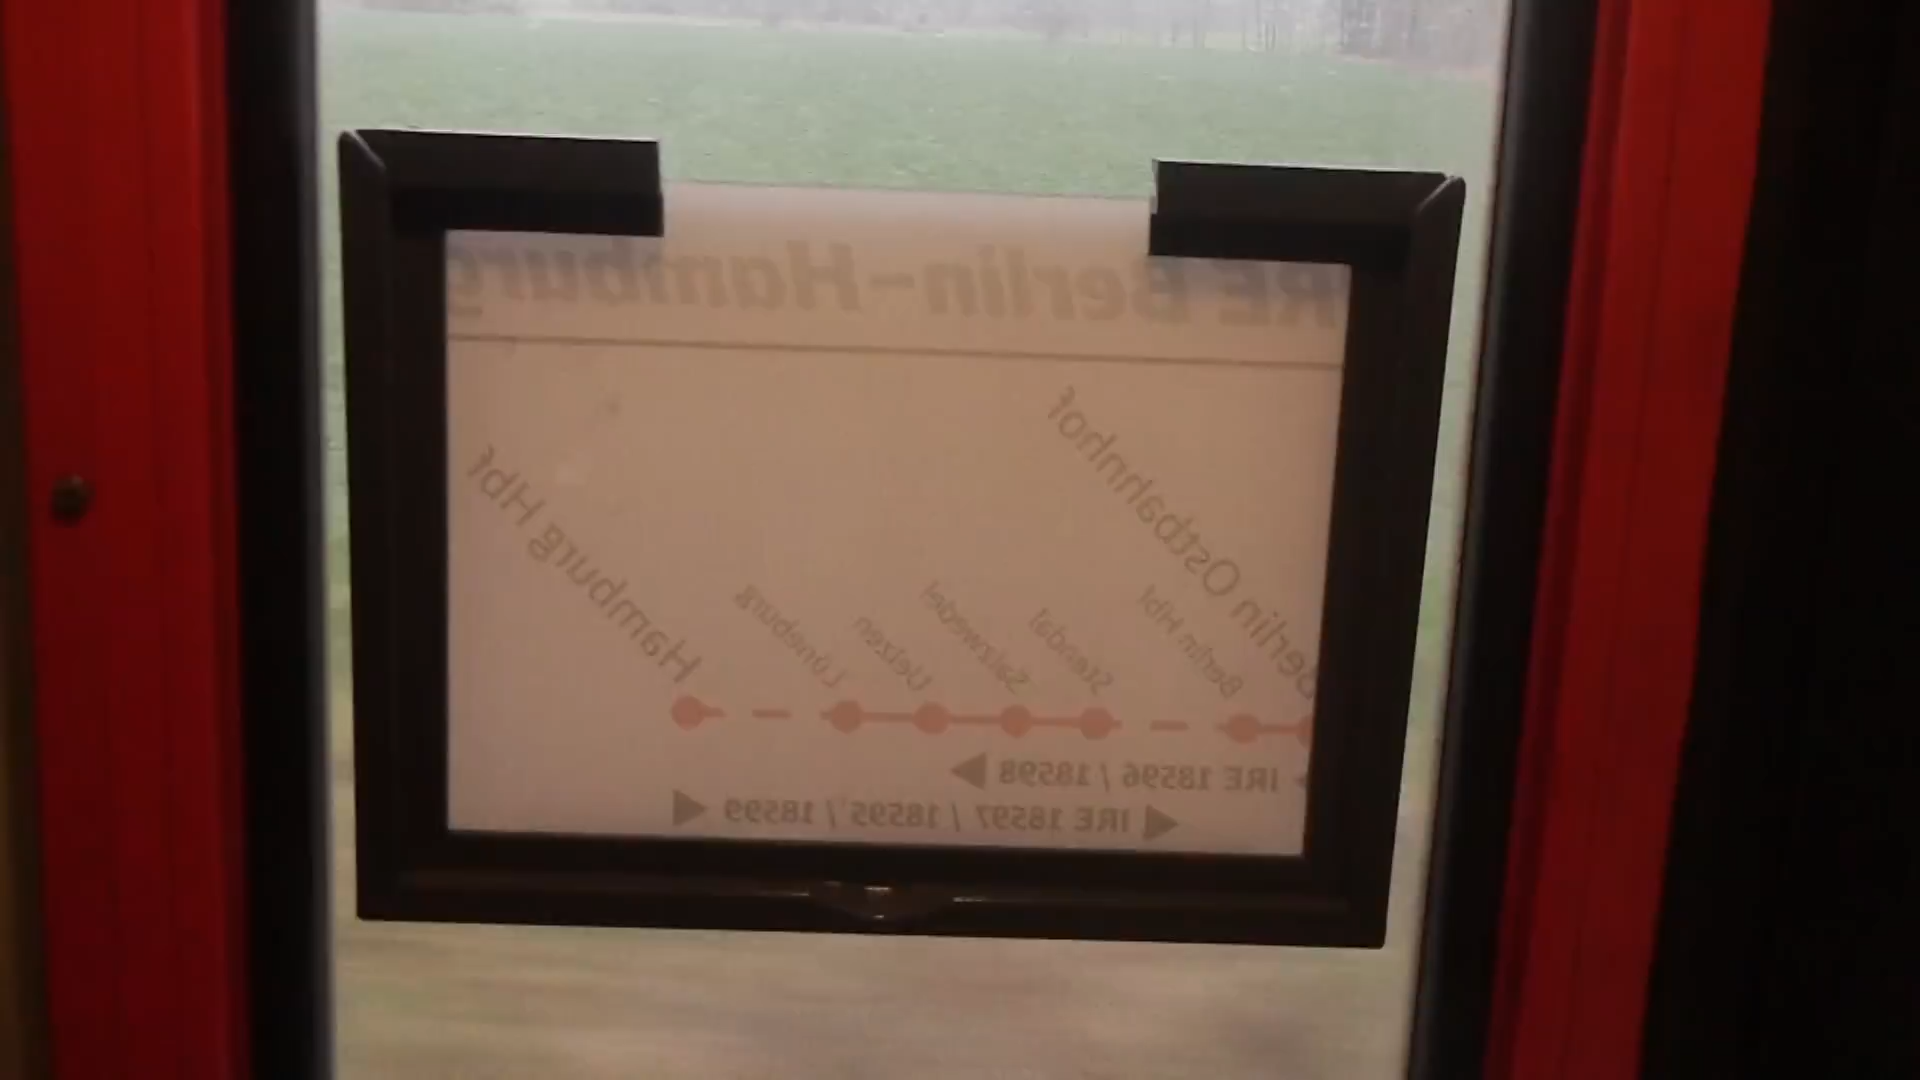 RE Berlin-Hamburg
Berlin Ostbahnhof
Berlin Hbf
Stendal
Salzwedel
Uelzen
Lüneburg
Hamburg Hbf
IRE 18596 / 18598
IRE 18597 / 18595 / 18599